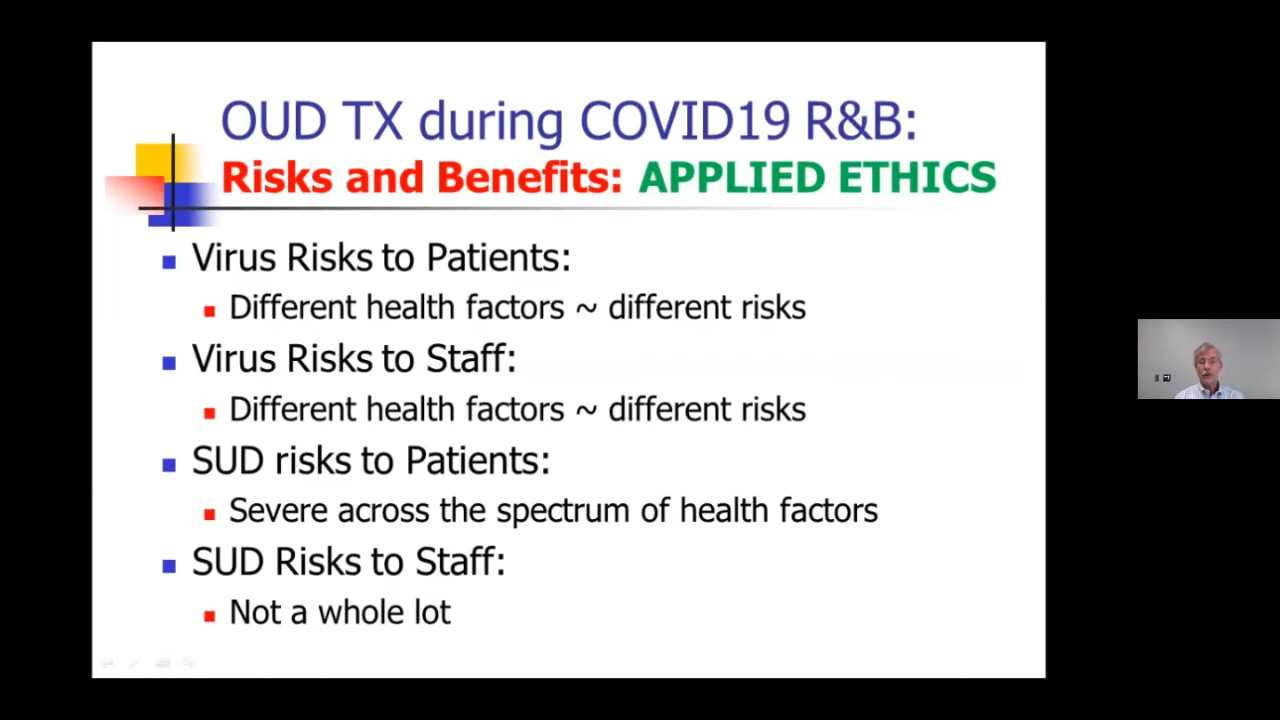 OUD TX during COVID19 R&B:
Risks and Benefits: APPLIED ETHICS
Virus Risks to Patients:
Different health factors ~ different risks
Virus Risks to Staff:
Different health factors ~ different risks
SUD risks to Patients:
Severe across the spectrum of health factors
SUD Risks to Staff:
Not a whole lot